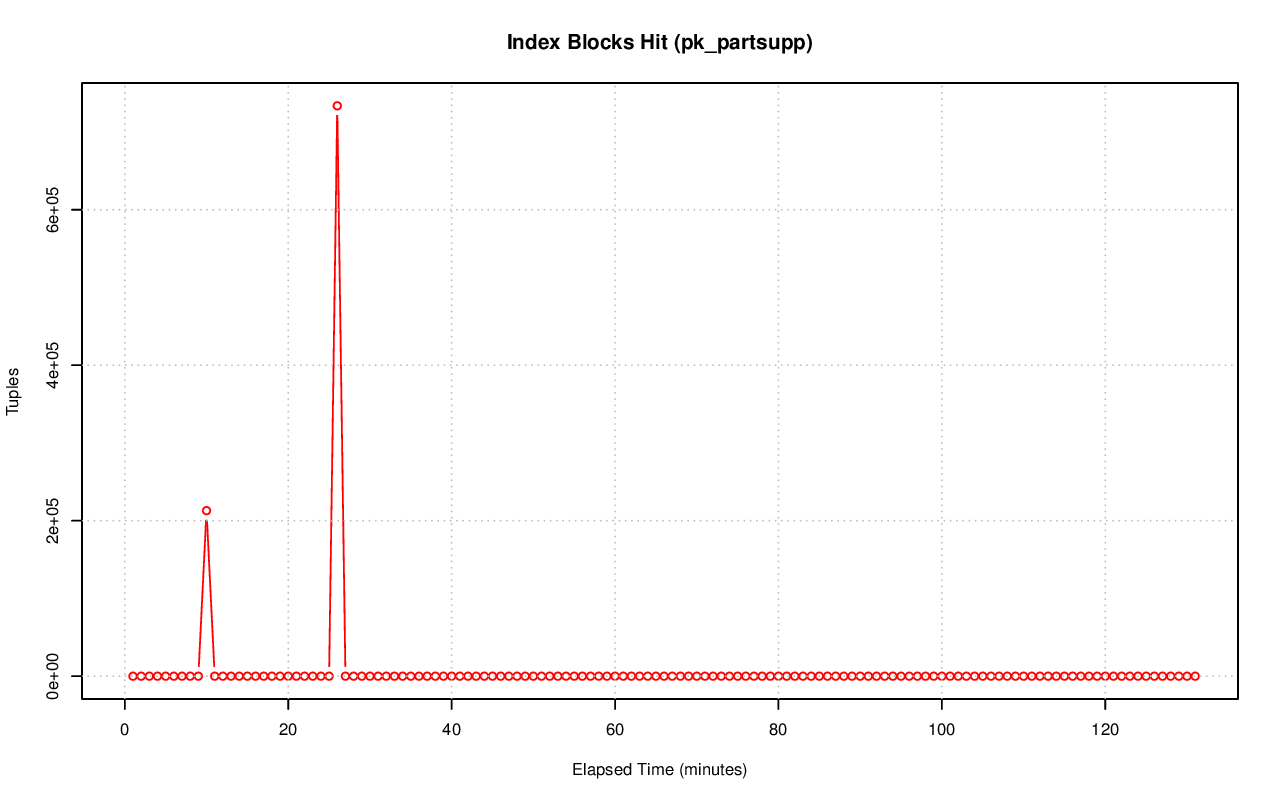 Index Blocks Hit (pk_partsupp)
Tuples
6e+05
4e+05
2e+05
0e+00
0 20 40 60 80 100 120
Elapsed Time (minutes)